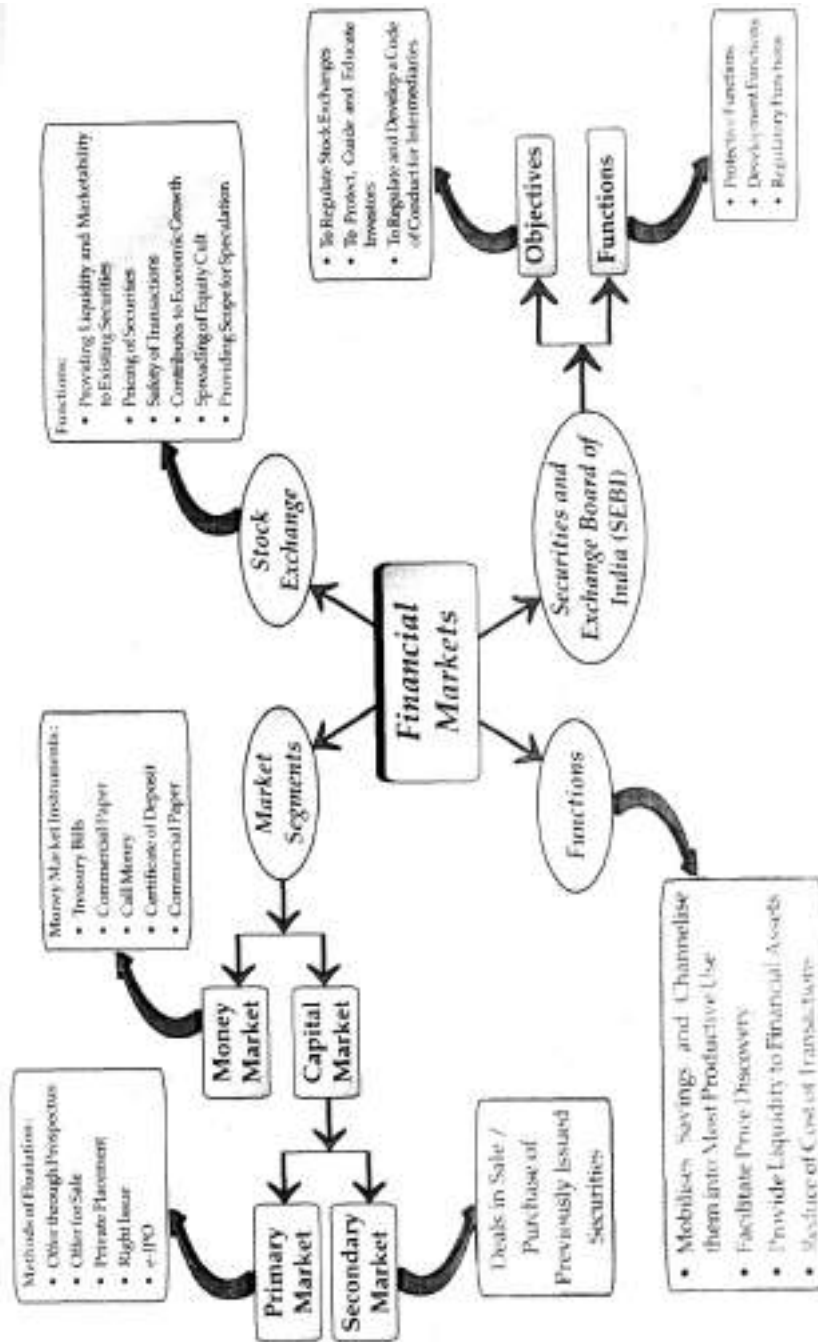 Methods of Floatation:
• Offer through Prospectus
• Offer for Sale
• Private Placement
• Right Issue
• e-IPO
Money Market Instruments:
• Treasury Bills
• Commercial Paper
• Call Money
• Certificate of Deposit
• Commercial Paper
Functions:
• Providing Liquidity and Marketability
to Existing Securities
• Pricing of Securities
• Safety of Transactions
• Contributes to Economic Growth
• Spreading of Equity Cult
• Providing Scope for Speculation
• To Regulate Stock Exchanges
• To Protect, Guide and Educate
Investors
• To Regulate and Develop a Code
of Conduct for Intermediaries
Primary
Market
Secondary
Market
Money
Market
Capital
Market
Market
Segments
Stock
Exchange
Objectives
Functions
Financial
Markets
Deals in Sale /
Purchase of
Previously Issued
Securities
Functions
Securities and
Exchange Board of
India (SEBI)
• Protective Functions
• Development Functions
• Regulatory Functions
• Mobilises Savings and Channelise
them into Most Productive Use
• Facilitate Price Discovery
• Provide Liquidity to Financial Assets
• Reduce of Cost of Transactions